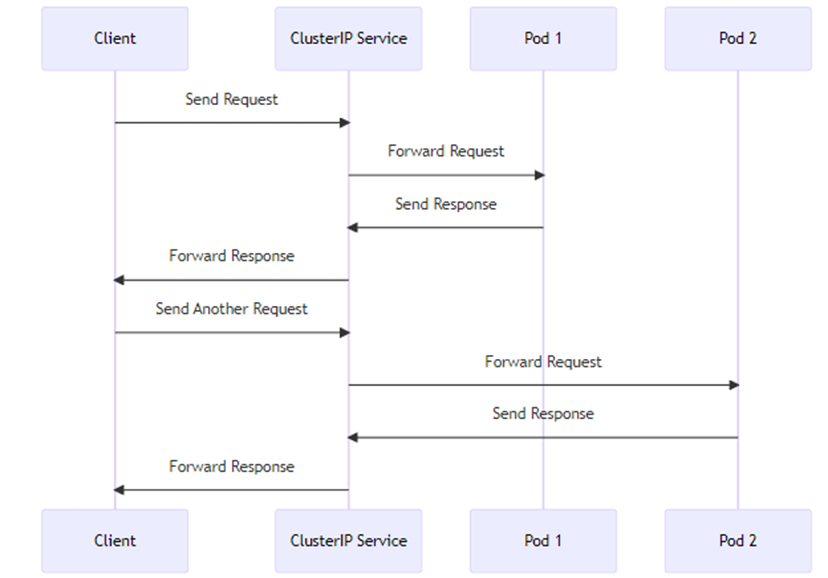 Client
ClusterIP Service
Pod 1
Pod 2
Send Request
Forward Request
Send Response
Forward Response
Send Another Request
Forward Request
Send Response
Forward Response
Client
ClusterIP Service
Pod 1
Pod 2